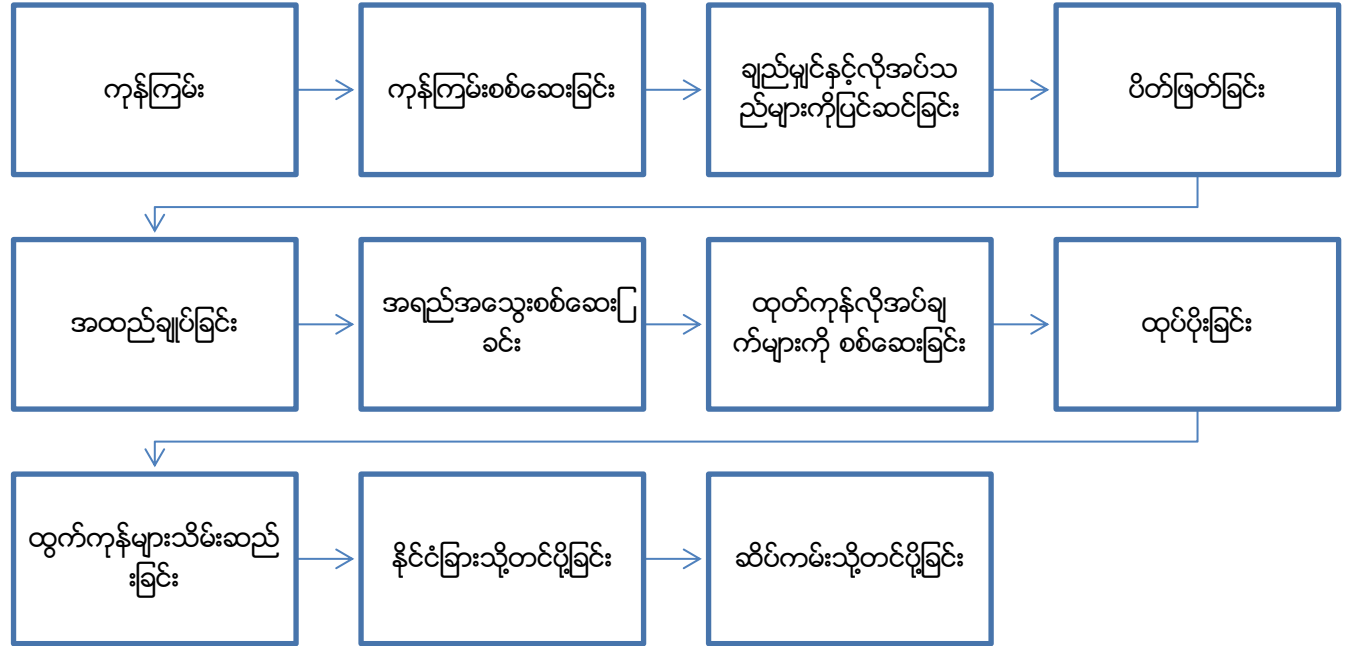 ကုန်ကြမ်း
ကုန်ကြမ်းစစ်ဆေးခြင်း
ချည်မျှင်နှင့်လိုအပ်သ
ည်များကိုပြင်ဆင်ခြင်း
ပိတ်ဖြတ်ခြင်း
အထည်ချုပ်ခြင်း
အရည်အသွေးစစ်ဆေးြ
ခင်း
ထုတ်ကုန်လိုအပ်ချ
က်များကို စစ်ဆေးခြင်း
ထုပ်ပိုးခြင်း
ထွက်ကုန်များသိမ်းဆည်
းခြင်း
နိုင်ငံခြားသို့တင်ပို့ခြင်း
ဆိပ်ကမ်းသို့တင်ပို့ခြင်း